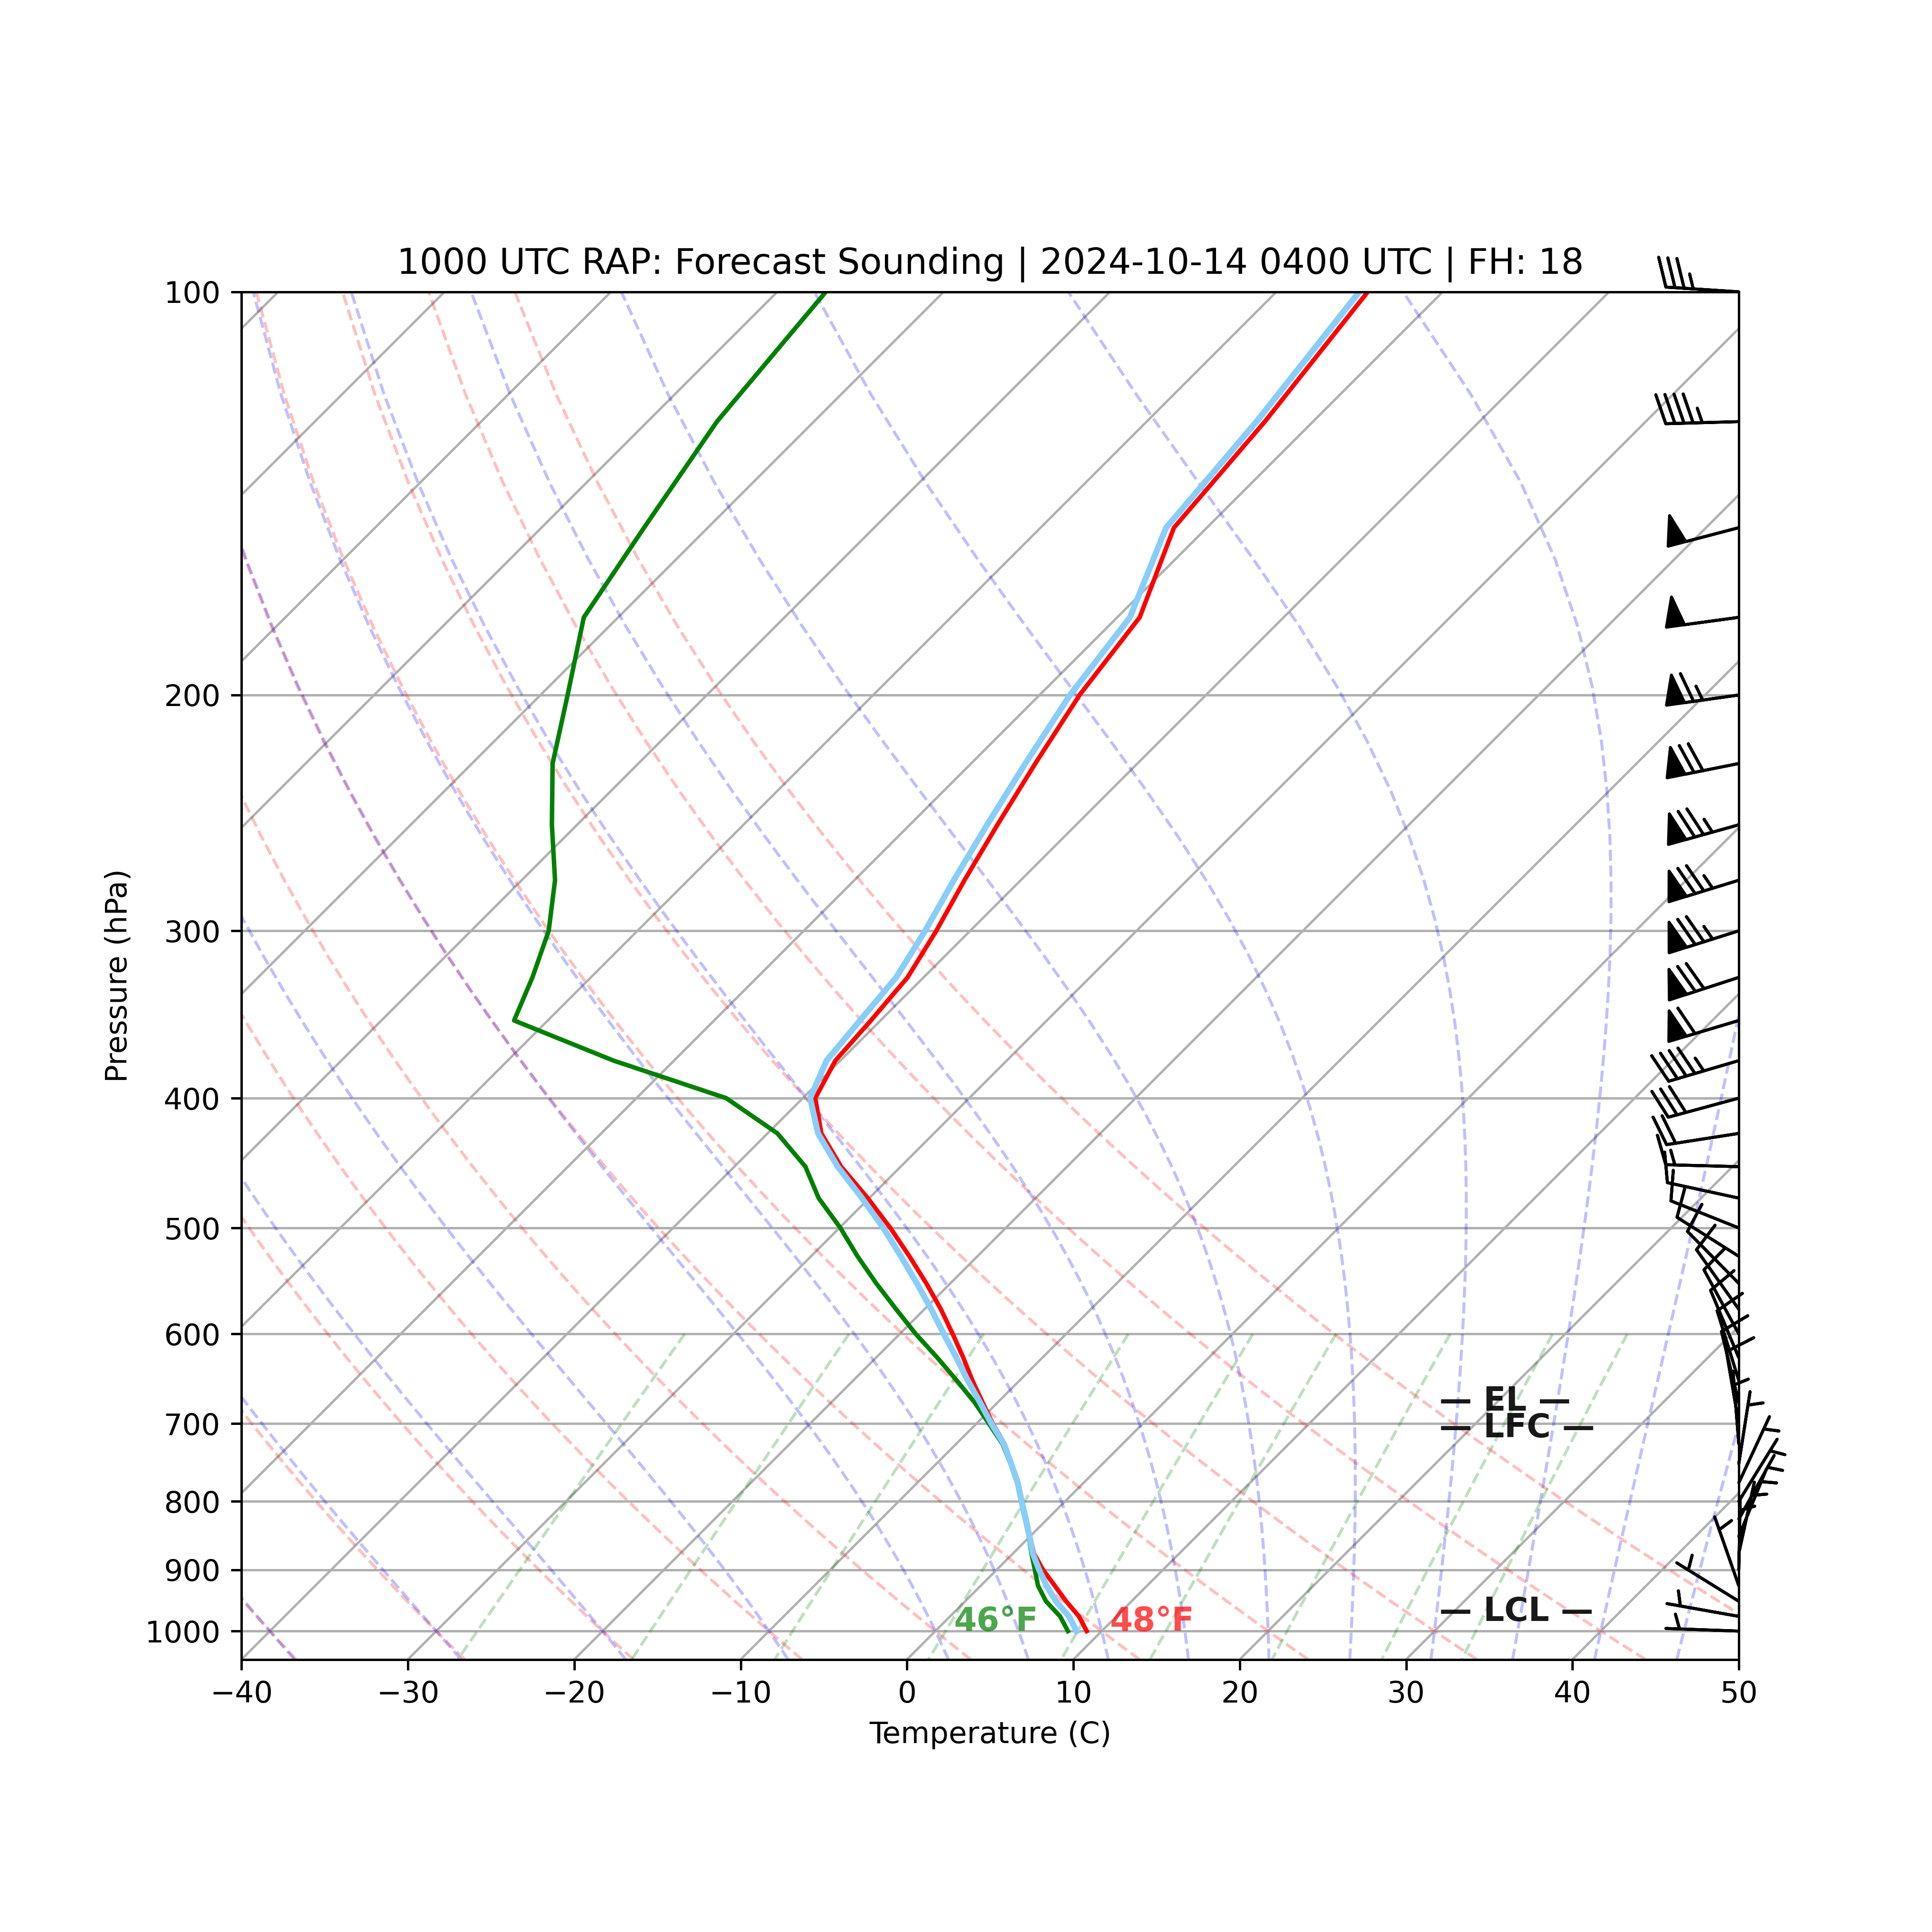 1000 UTC RAP: Forecast Sounding | 2024-10-14 0400 UTC | FH: 18
100
200
300
400
500
600
700
800
900
1000
Pressure (hPa)
— EL —
— LFC —
— LCL —
46°F
48°F
−40 −30 −20 −10 0 10 20 30 40 50
Temperature (C)